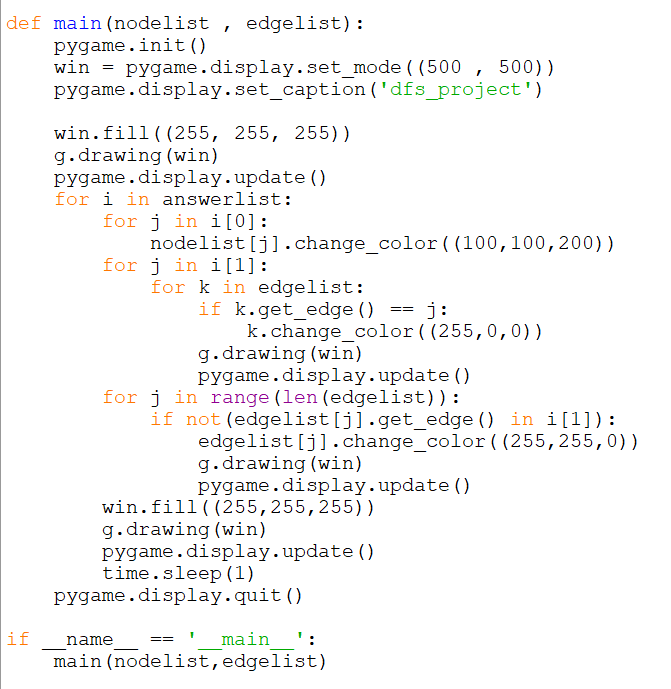 def main(nodelist , edgelist):
    pygame.init()
    win = pygame.display.set_mode((500 , 500))
    pygame.display.set_caption('dfs_project')

    win.fill((255, 255, 255))
    g.drawing(win)
    pygame.display.update()
    for i in answerlist:
        for j in i[0]:
            nodelist[j].change_color((100,100,200))
        for j in i[1]:
            for k in edgelist:
                if k.get_edge() == j:
                    k.change_color((255,0,0))
                g.drawing(win)
                pygame.display.update()
        for j in range(len(edgelist)):
            if not(edgelist[j].get_edge() in i[1]):
                edgelist[j].change_color((255,255,0))
                g.drawing(win)
                pygame.display.update()
        win.fill((255,255,255))
        g.drawing(win)
        pygame.display.update()
        time.sleep(1)
    pygame.display.quit()

if __name__ == '__main__':
    main(nodelist,edgelist)